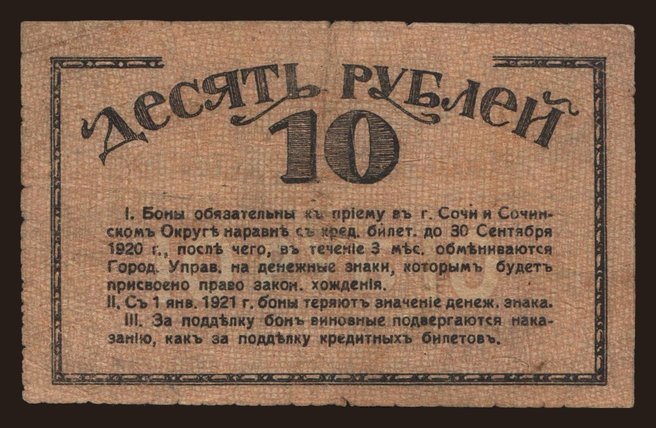 ДЕСЯТЬ РУБЛЕЙ
10
I. Боны обязательны къ пріему въ г. Сочи и Сочин-
скомъ Округѣ наравнѣ съ кред. билет. до 30 Сентября
1920 г., послѣ чего, въ теченіе 3 мѣс. обмѣниваются
Город. Управ. на денежные знаки, которымъ будетъ
присвоено право закон. хожденія.
II. Съ 1 янв. 1921 г. боны теряютъ значеніе денеж. знака.
III. За поддѣлку бонъ виновные подвергаются нака-
занію, какъ за поддѣлку кредитныхъ билетовъ.